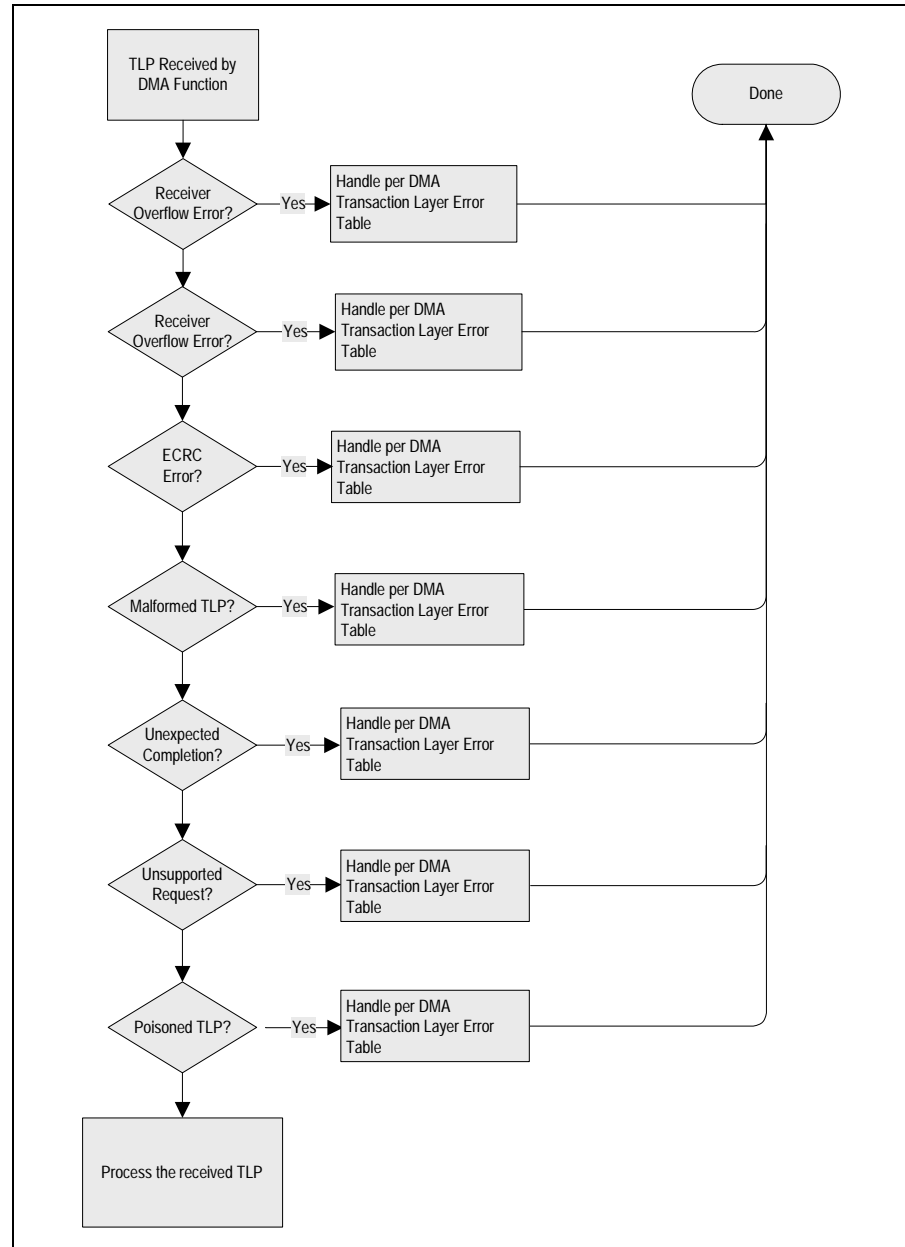 TLP Received by
DMA Function
Done
Receiver
Overflow Error?
Yes
Handle per DMA
Transaction Layer Error
Table
Receiver
Overflow Error?
Yes
Handle per DMA
Transaction Layer Error
Table
ECRC
Error?
Yes
Handle per DMA
Transaction Layer Error
Table
Malformed TLP?
Yes
Handle per DMA
Transaction Layer Error
Table
Unexpected
Completion?
Yes
Handle per DMA
Transaction Layer Error
Table
Unsupported
Request?
Yes
Handle per DMA
Transaction Layer Error
Table
Poisoned TLP?
Yes
Handle per DMA
Transaction Layer Error
Table
Process the received TLP